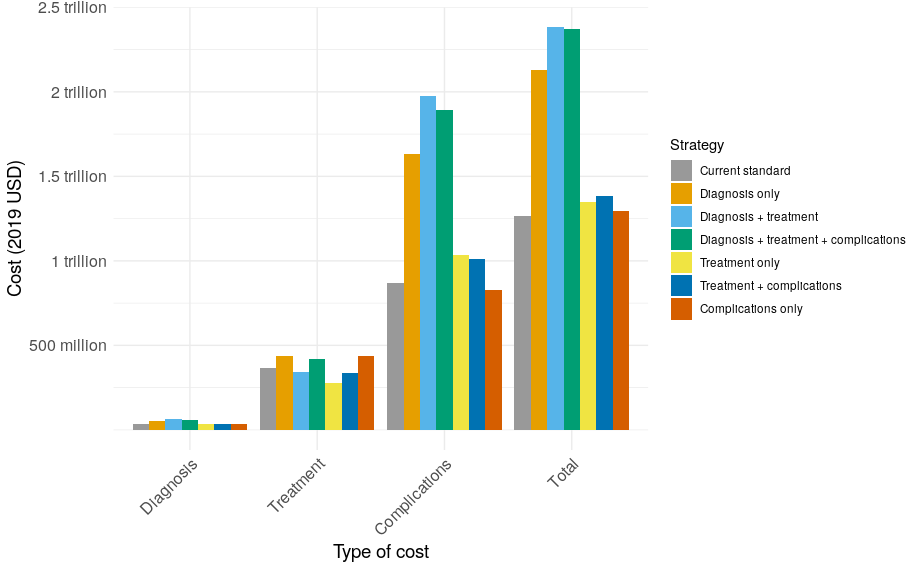 2.5 trillion
2 trillion
1.5 trillion
1 trillion
500 million
Cost (2019 USD)
Diagnosis
Treatment
Complications
Total
Type of cost
Strategy
Current standard
Diagnosis only
Diagnosis + treatment
Diagnosis + treatment + complications
Treatment only
Treatment + complications
Complications only